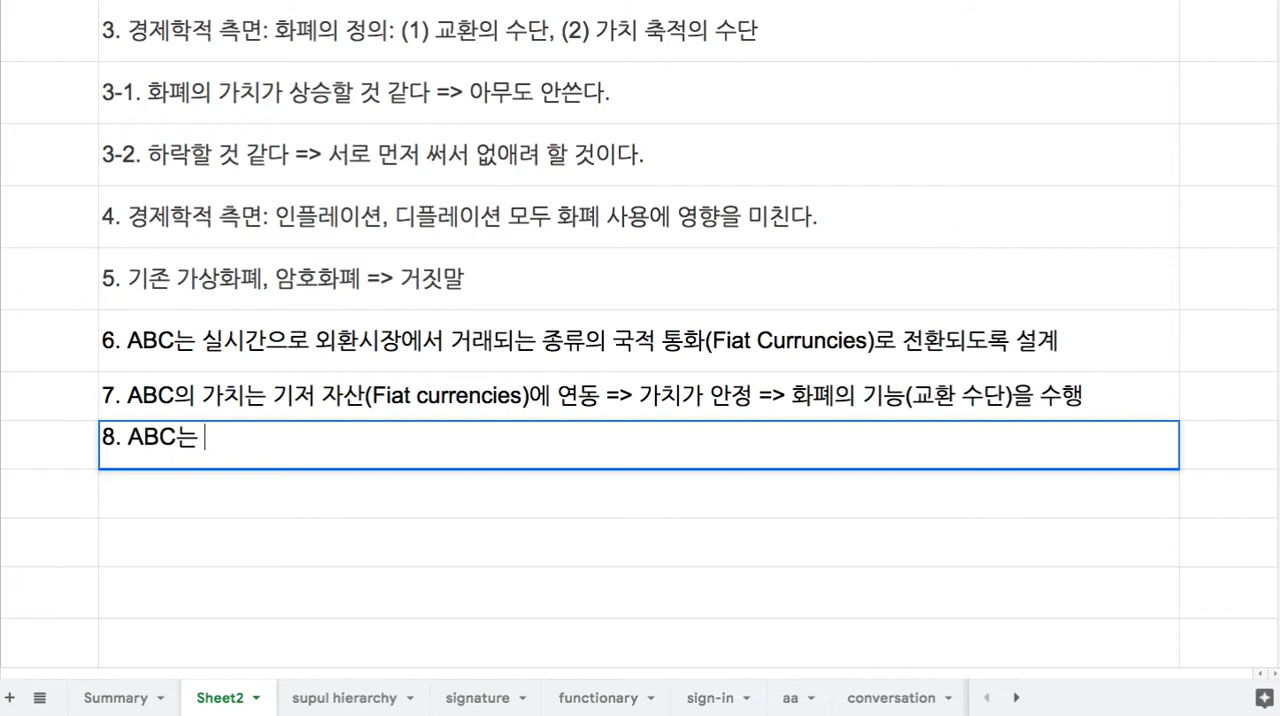 3. 경제학적 측면: 화폐의 정의: (1) 교환의 수단, (2) 가치 축적의 수단
3-1. 화폐의 가치가 상승할 것 같다 => 아무도 안쓴다.
3-2. 하락할 것 같다 => 서로 먼저 써서 없애려 할 것이다.
4. 경제학적 측면: 인플레이션, 디플레이션 모두 화폐 사용에 영향을 미친다.
5. 기존 가상화폐, 암호화폐 => 거짓말
6. ABC는 실시간으로 외환시장에서 거래되는 종류의 국적 통화(Fiat Curruncies)로 전환되도록 설계
7. ABC의 가치는 기저 자산(Fiat currencies)에 연동 => 가치가 안정 => 화폐의 기능(교환 수단)을 수행
8. ABC는
+ Summary Sheet2 supul hierarchy signature functionary sign-in aa conversation